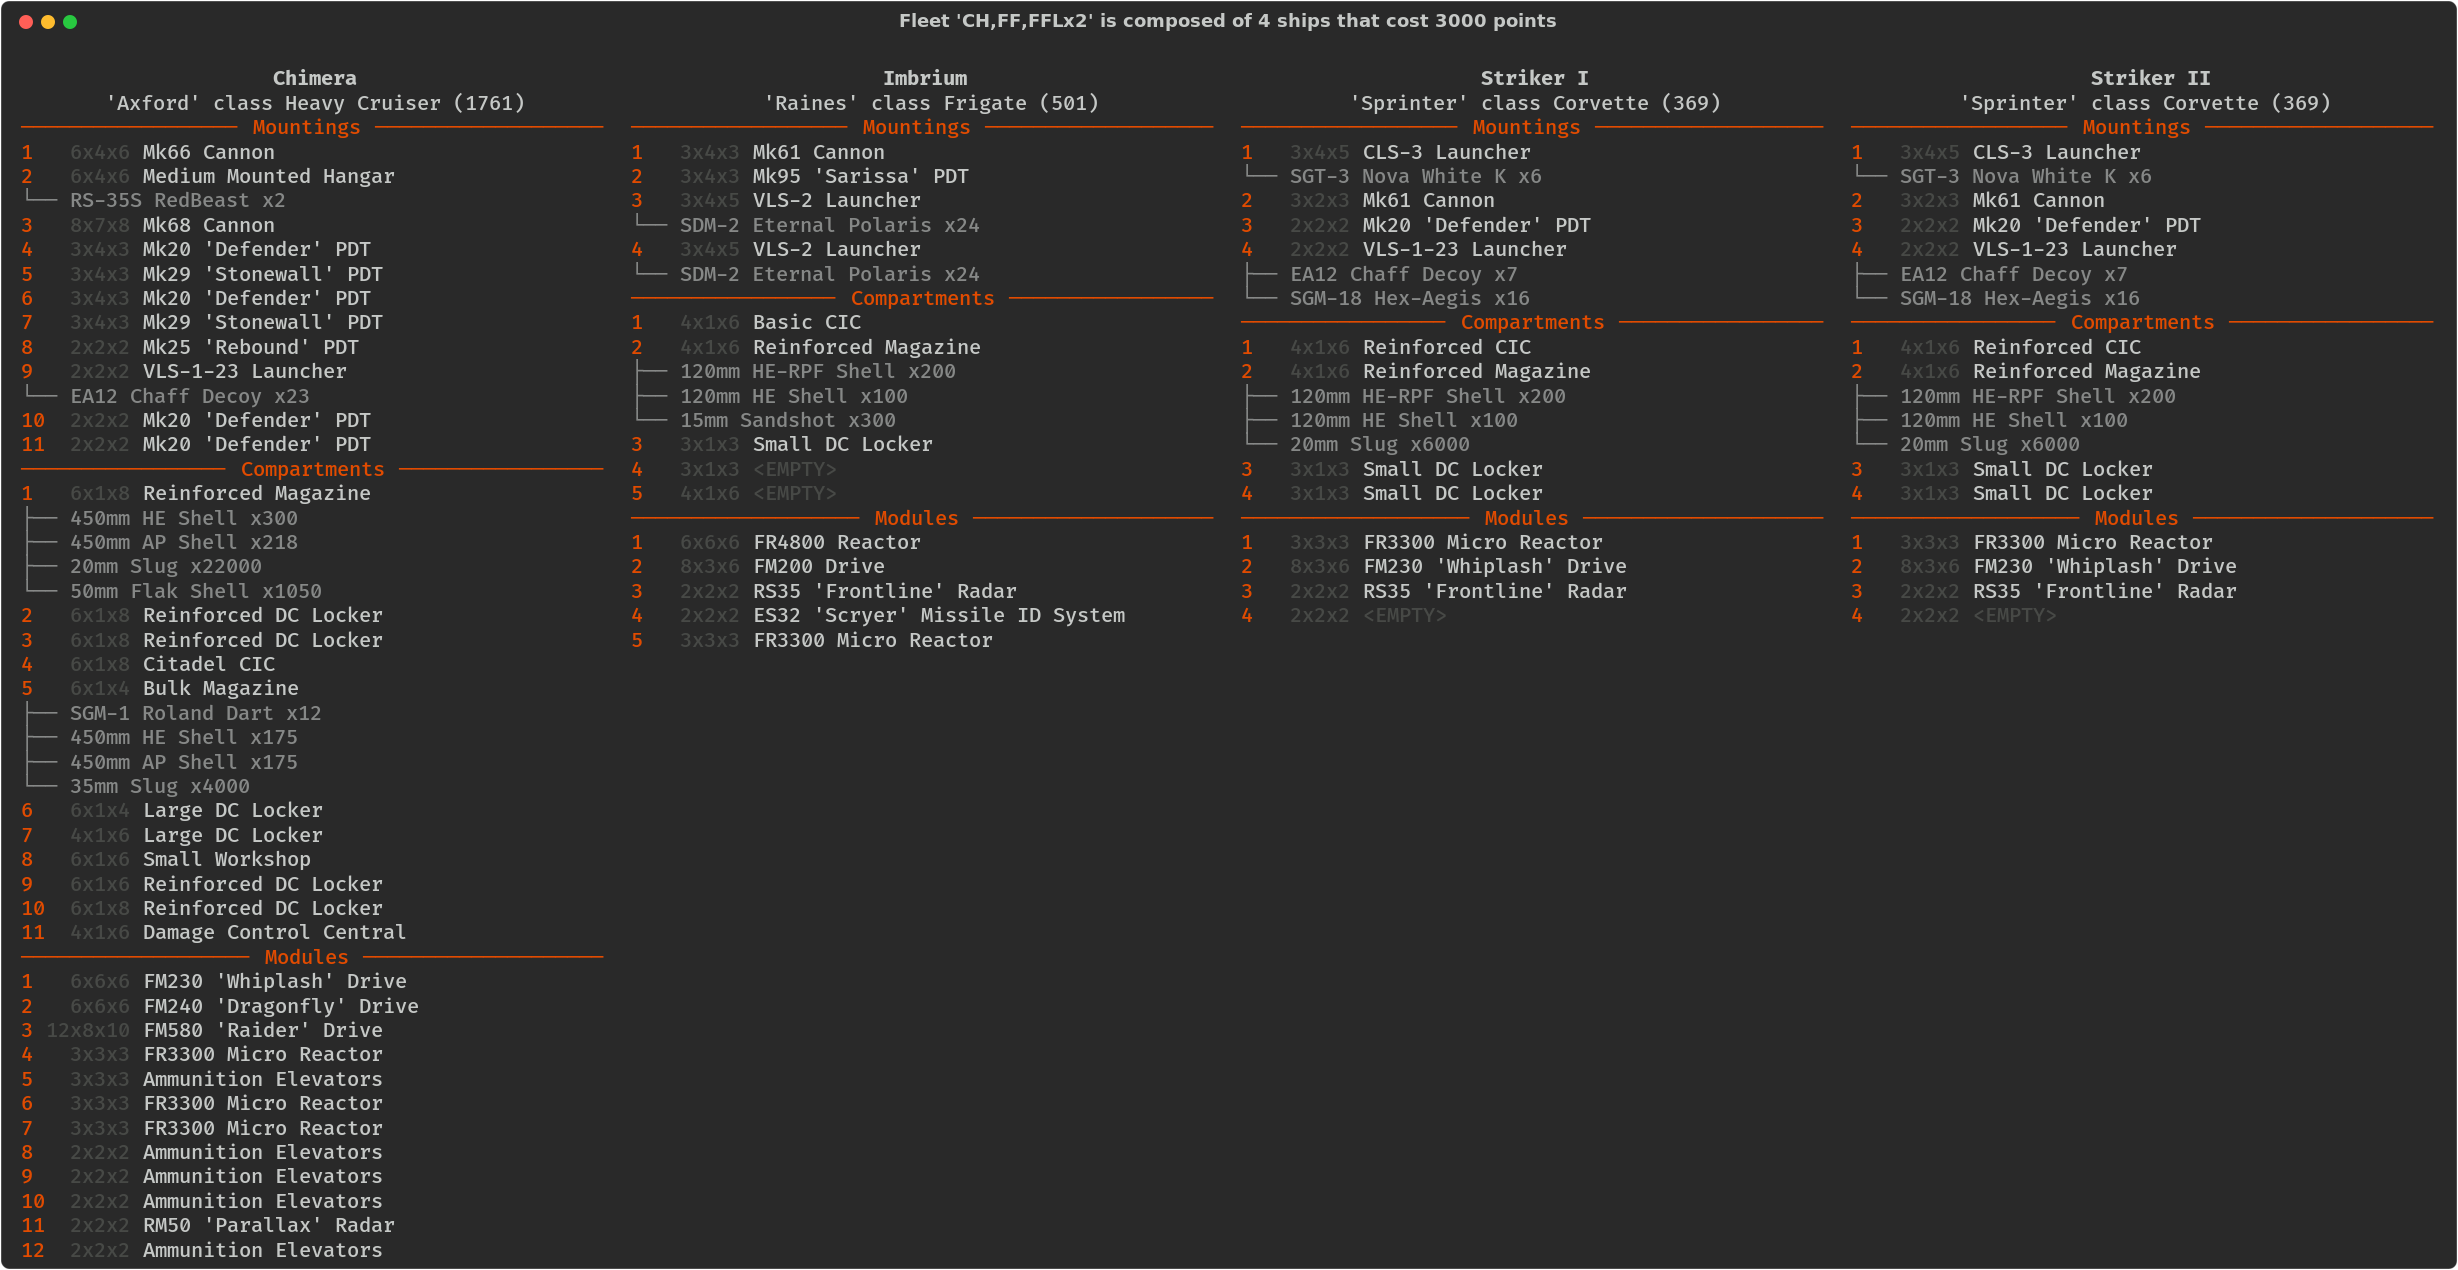 Fleet 'CH,FF,FFLx2' is composed of 4 ships that cost 3000 points
Chimera
'Axford' class Heavy Cruiser (1761)
Mountings
1 6x4x6 Mk66 Cannon
2 6x4x6 Medium Mounted Hangar
RS-35S RedBeast x2
3 8x7x8 Mk68 Cannon
4 3x4x3 Mk20 'Defender' PDT
5 3x4x3 Mk29 'Stonewall' PDT
6 3x4x3 Mk20 'Defender' PDT
7 3x4x3 Mk29 'Stonewall' PDT
8 2x2x2 Mk25 'Rebound' PDT
9 2x2x2 VLS-1-23 Launcher
EA12 Chaff Decoy x23
10 2x2x2 Mk20 'Defender' PDT
11 2x2x2 Mk20 'Defender' PDT
Compartments
1 6x1x8 Reinforced Magazine
450mm HE Shell x300
450mm AP Shell x218
20mm Slug x22000
50mm Flak Shell x1050
2 6x1x8 Reinforced DC Locker
3 6x1x8 Reinforced DC Locker
4 6x1x8 Citadel CIC
5 6x1x4 Bulk Magazine
SGM-1 Roland Dart x12
450mm HE Shell x175
450mm AP Shell x175
35mm Slug x4000
6 6x1x4 Large DC Locker
7 4x1x6 Large DC Locker
8 6x1x6 Small Workshop
9 6x1x6 Reinforced DC Locker
10 6x1x8 Reinforced DC Locker
11 4x1x6 Damage Control Central
Modules
1 6x6x6 FM230 'Whiplash' Drive
2 6x6x6 FM240 'Dragonfly' Drive
3 12x8x10 FM580 'Raider' Drive
4 3x3x3 FR3300 Micro Reactor
5 3x3x3 Ammunition Elevators
6 3x3x3 FR3300 Micro Reactor
7 3x3x3 FR3300 Micro Reactor
8 2x2x2 Ammunition Elevators
9 2x2x2 Ammunition Elevators
10 2x2x2 Ammunition Elevators
11 2x2x2 RM50 'Parallax' Radar
12 2x2x2 Ammunition Elevators
Imbrium
'Raines' class Frigate (501)
Mountings
1 3x4x3 Mk61 Cannon
2 3x4x3 Mk95 'Sarissa' PDT
3 3x4x5 VLS-2 Launcher
SDM-2 Eternal Polaris x24
4 3x4x5 VLS-2 Launcher
SDM-2 Eternal Polaris x24
Compartments
1 4x1x6 Basic CIC
2 4x1x6 Reinforced Magazine
120mm HE-RPF Shell x200
120mm HE Shell x100
15mm Sandshot x300
3 3x1x3 Small DC Locker
4 3x1x3 <EMPTY>
5 4x1x6 <EMPTY>
Modules
1 6x6x6 FR4800 Reactor
2 8x3x6 FM200 Drive
3 2x2x2 RS35 'Frontline' Radar
4 2x2x2 ES32 'Scryer' Missile ID System
5 3x3x3 FR3300 Micro Reactor
Striker I
'Sprinter' class Corvette (369)
Mountings
1 3x4x5 CLS-3 Launcher
SGT-3 Nova White K x6
2 3x2x3 Mk61 Cannon
3 2x2x2 Mk20 'Defender' PDT
4 2x2x2 VLS-1-23 Launcher
EA12 Chaff Decoy x7
SGM-18 Hex-Aegis x16
Compartments
1 4x1x6 Reinforced CIC
2 4x1x6 Reinforced Magazine
120mm HE-RPF Shell x200
120mm HE Shell x100
20mm Slug x6000
3 3x1x3 Small DC Locker
4 3x1x3 Small DC Locker
Modules
1 3x3x3 FR3300 Micro Reactor
2 8x3x6 FM230 'Whiplash' Drive
3 2x2x2 RS35 'Frontline' Radar
4 2x2x2 <EMPTY>
Striker II
'Sprinter' class Corvette (369)
Mountings
1 3x4x5 CLS-3 Launcher
SGT-3 Nova White K x6
2 3x2x3 Mk61 Cannon
3 2x2x2 Mk20 'Defender' PDT
4 2x2x2 VLS-1-23 Launcher
EA12 Chaff Decoy x7
SGM-18 Hex-Aegis x16
Compartments
1 4x1x6 Reinforced CIC
2 4x1x6 Reinforced Magazine
120mm HE-RPF Shell x200
120mm HE Shell x100
20mm Slug x6000
3 3x1x3 Small DC Locker
4 3x1x3 Small DC Locker
Modules
1 3x3x3 FR3300 Micro Reactor
2 8x3x6 FM230 'Whiplash' Drive
3 2x2x2 RS35 'Frontline' Radar
4 2x2x2 <EMPTY>